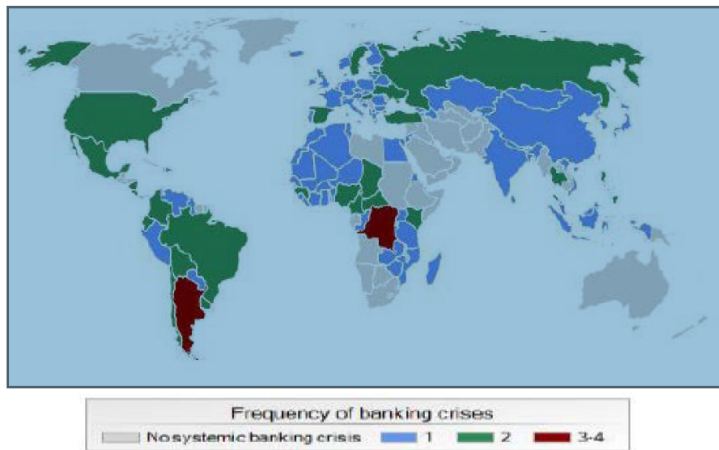 Frequency of banking crises
No systemic banking crisis 1 2 3-4